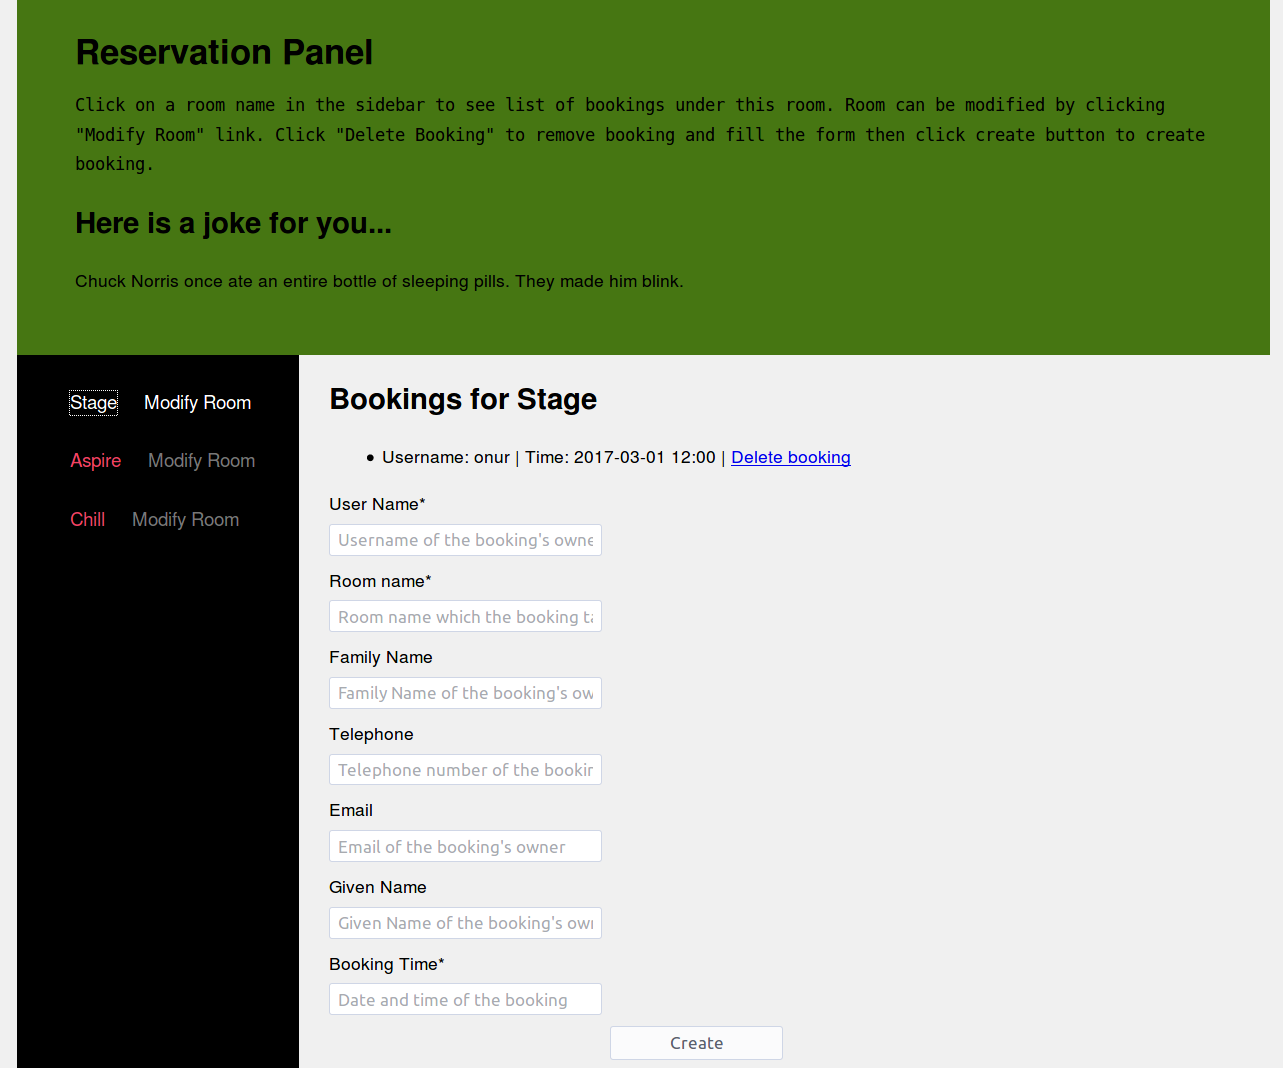 Reservation Panel
Click on a room name in the sidebar to see list of bookings under this room. Room can be modified by clicking
"Modify Room" link. Click "Delete Booking" to remove booking and fill the form then click create button to create
booking.
Here is a joke for you...
Chuck Norris once ate an entire bottle of sleeping pills. They made him blink.
Stage Modify Room
Aspire Modify Room
Chill Modify Room
Bookings for Stage
• Username: onur | Time: 2017-03-01 12:00 | Delete booking
User Name*
Username of the booking's owne
Room name*
Room name which the booking ta
Family Name
Family Name of the booking's ow
Telephone
Telephone number of the bookin
Email
Email of the booking's owner
Given Name
Given Name of the booking's own
Booking Time*
Date and time of the booking
Create